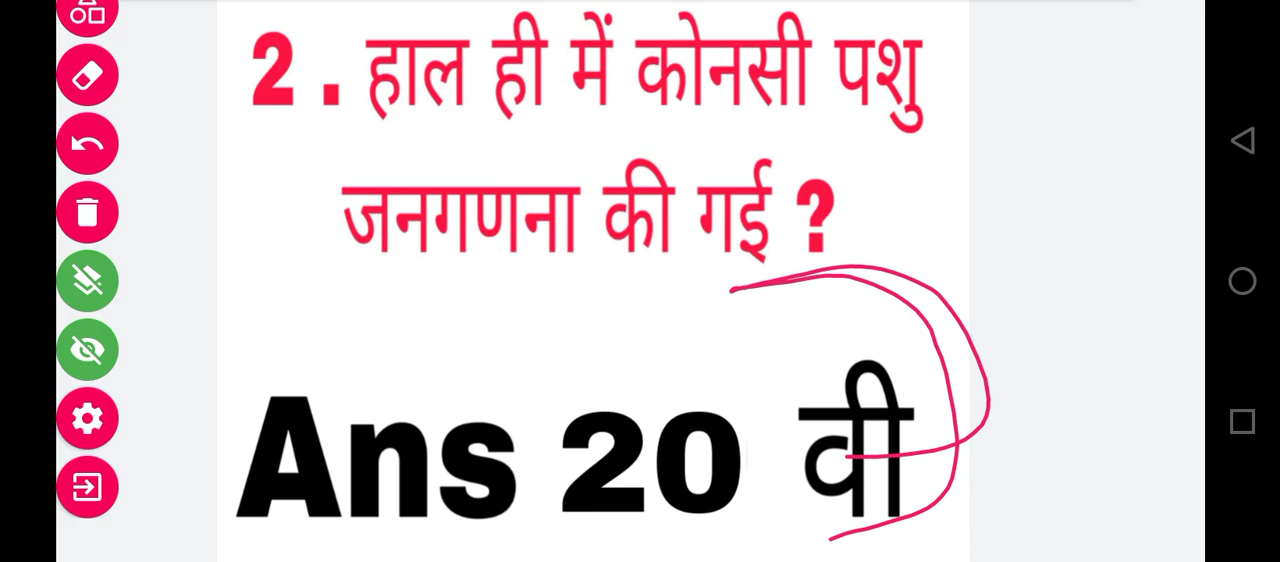 2 . हाल ही में कोनसी पशु
जनगणना की गई ?
Ans 20 वी